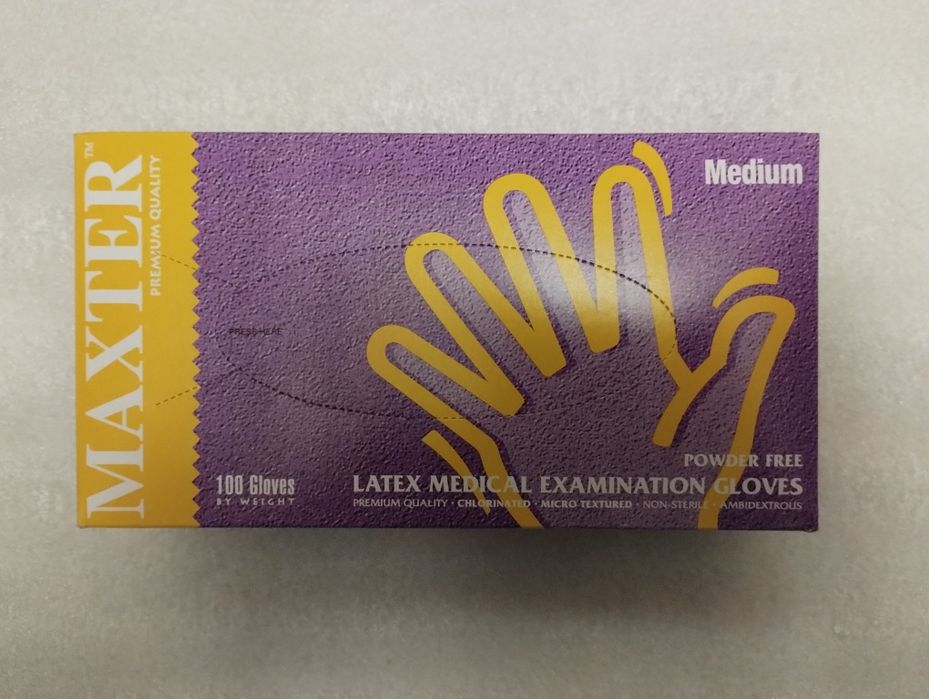 MAXTER™
PREMIUM QUALITY
Medium
PRESS HERE
100 Gloves
BY WEIGHT
POWDER FREE
LATEX MEDICAL EXAMINATION GLOVES
PREMIUM QUALITY · CHLORINATED · MICRO TEXTURED · NON-STERILE · AMBIDEXTROUS